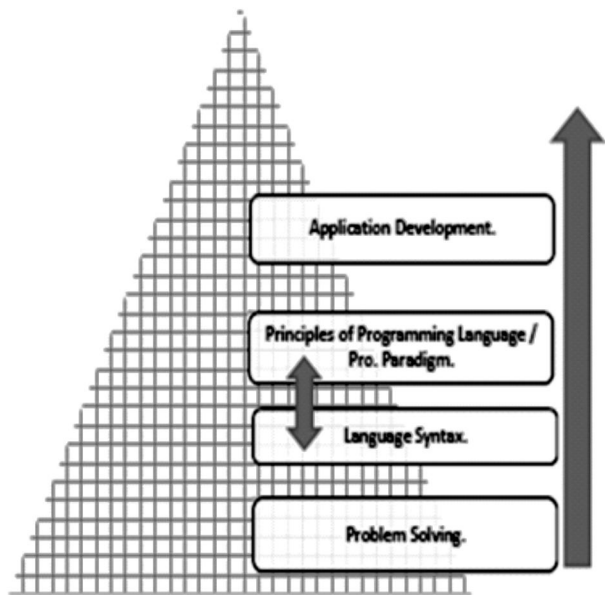 Application Development.
Principles of Programming Language /
Pro. Paradigm.
Language Syntax.
Problem Solving.